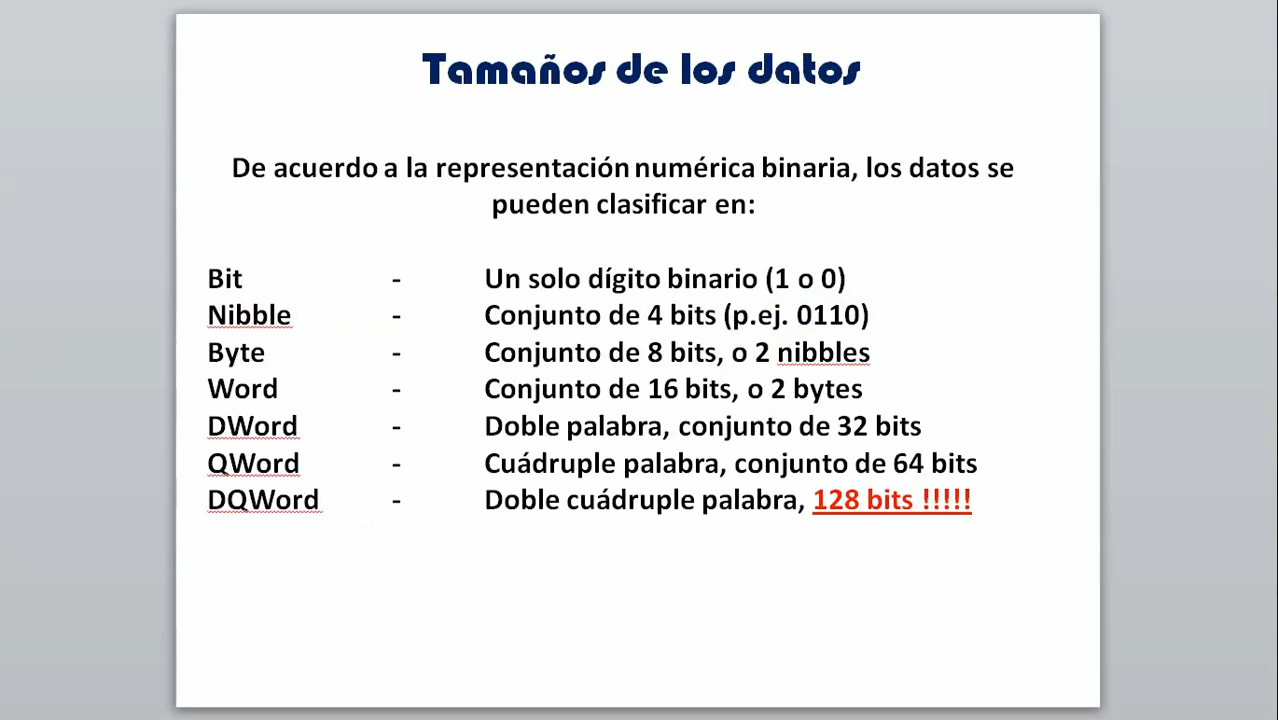 Tamaños de los datos
De acuerdo a la representación numérica binaria, los datos se
pueden clasificar en:
Bit - Un solo dígito binario (1 o 0)
Nibble - Conjunto de 4 bits (p.ej. 0110)
Byte - Conjunto de 8 bits, o 2 nibbles
Word - Conjunto de 16 bits, o 2 bytes
DWord - Doble palabra, conjunto de 32 bits
QWord - Cuádruple palabra, conjunto de 64 bits
DQWord - Doble cuádruple palabra, 128 bits !!!!!